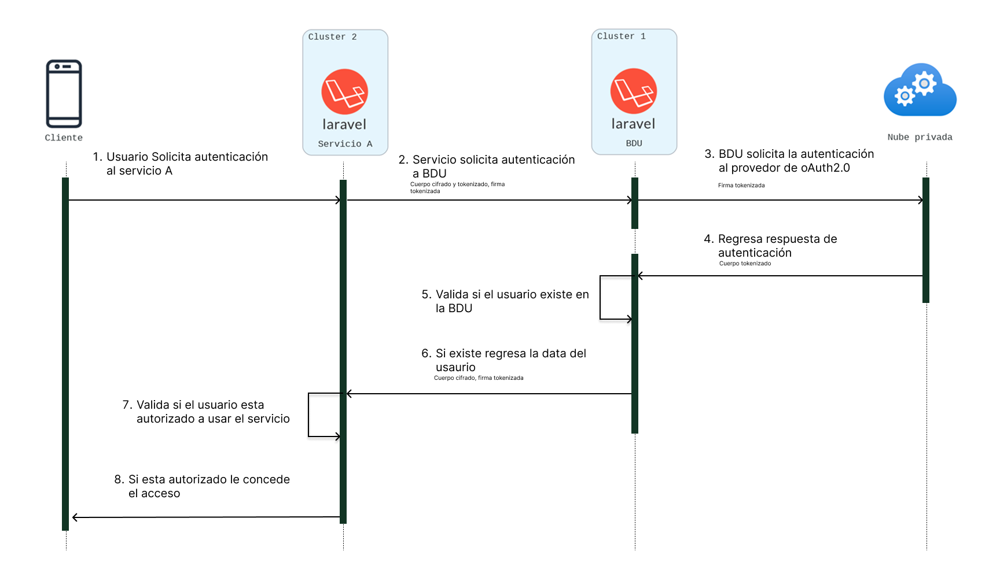 Cluster 2
Cluster 1
laravel
laravel
Cliente
Servicio A
BDU
Nube privada
1. Usuario Solicita autenticación
al servicio A
2. Servicio solicita autenticación
a BDU
Cuerpo cifrado y tokenizado, firma
tokenizada
3. BDU solicita la autenticación
al provedor de oAuth2.0
Firma tokenizada
4. Regresa respuesta de
autenticación
Cuerpo tokenizado
5. Valida si el usuario existe en
la BDU
6. Si existe regresa la data del
usaurio
Cuerpo cifrado, firma tokenizada
7. Valida si el usuario esta
autorizado a usar el servicio
8. Si esta autorizado le concede
el acceso